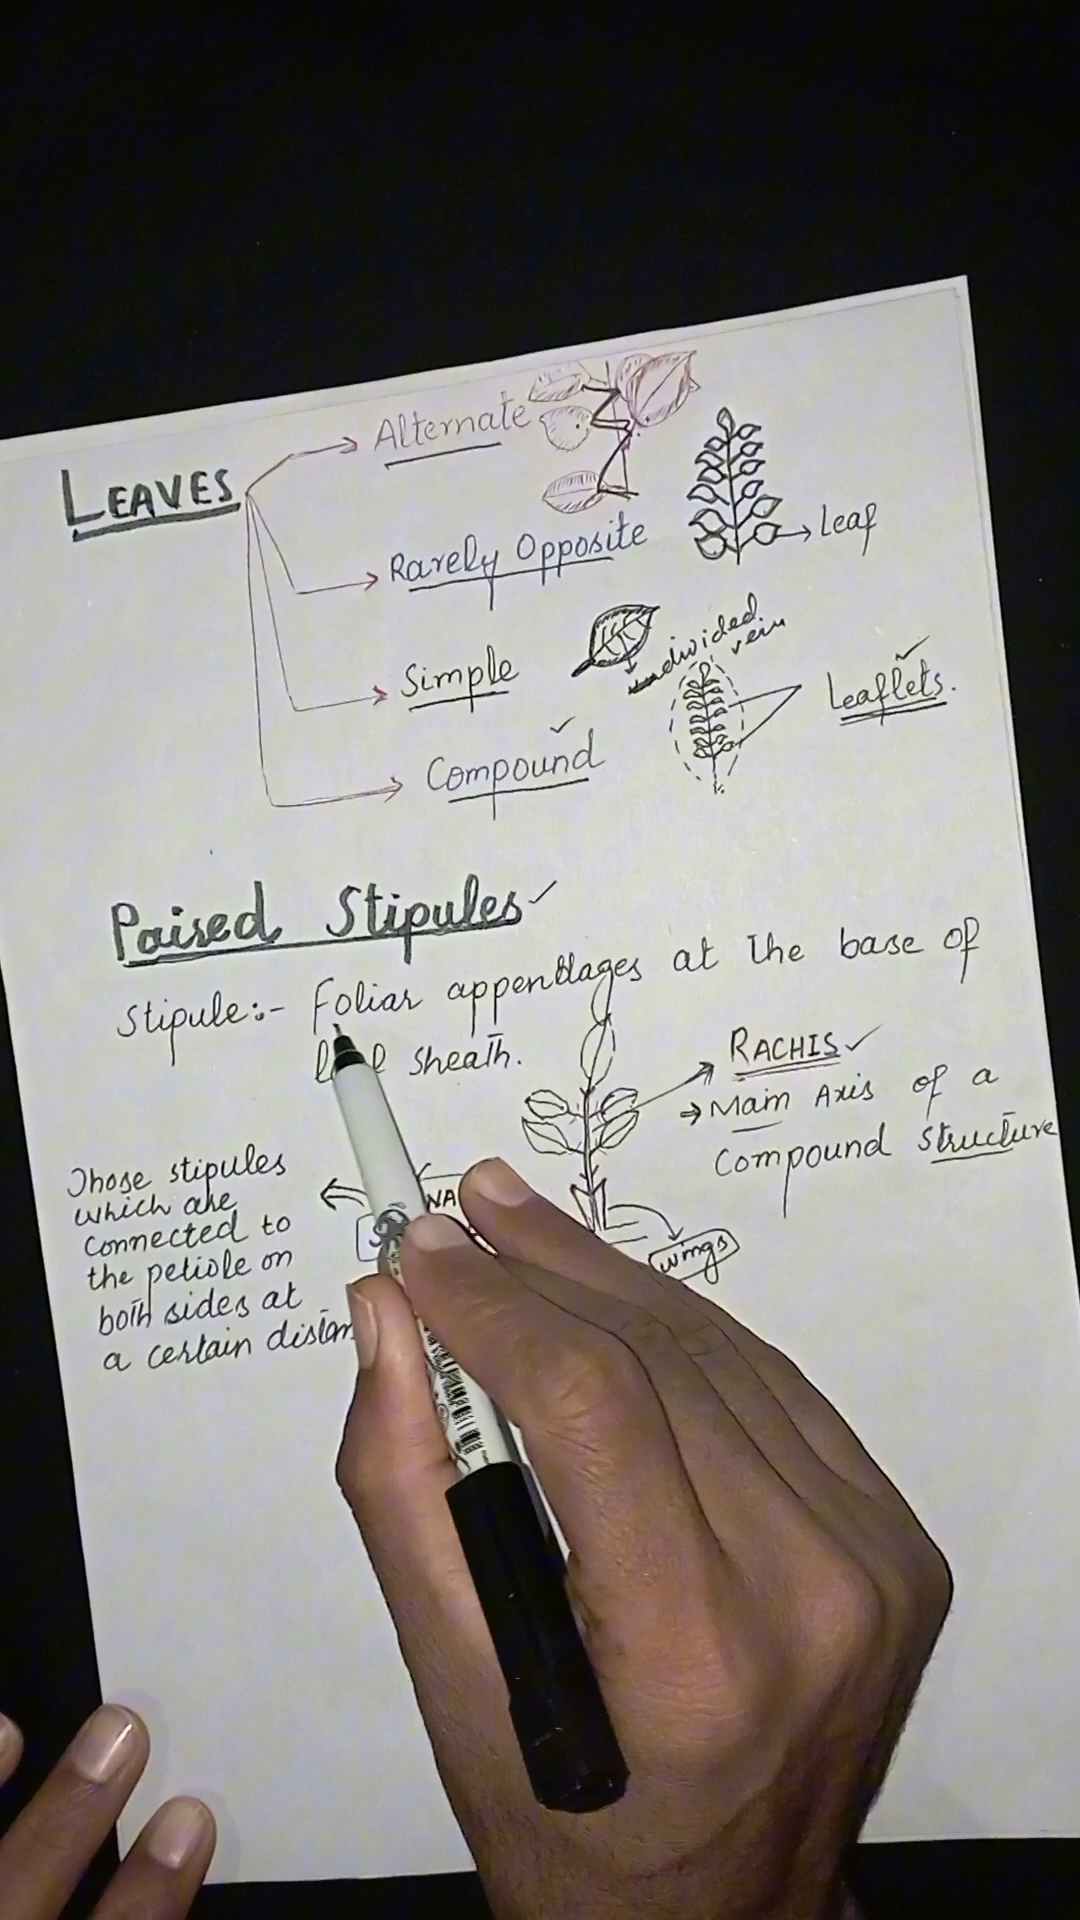 LEAVES
Alternate
Rarely Opposite
Leaf
Simple
undivided
vein
Leaflets.
Compound
Paired Stipules
Stipule:- Foliar appendages at the base of
sheath.
RACHIS
Main Axis of a
Compound Structure
Those stipules
which are
connected to
the petiole on
both sides at
a certain
wings